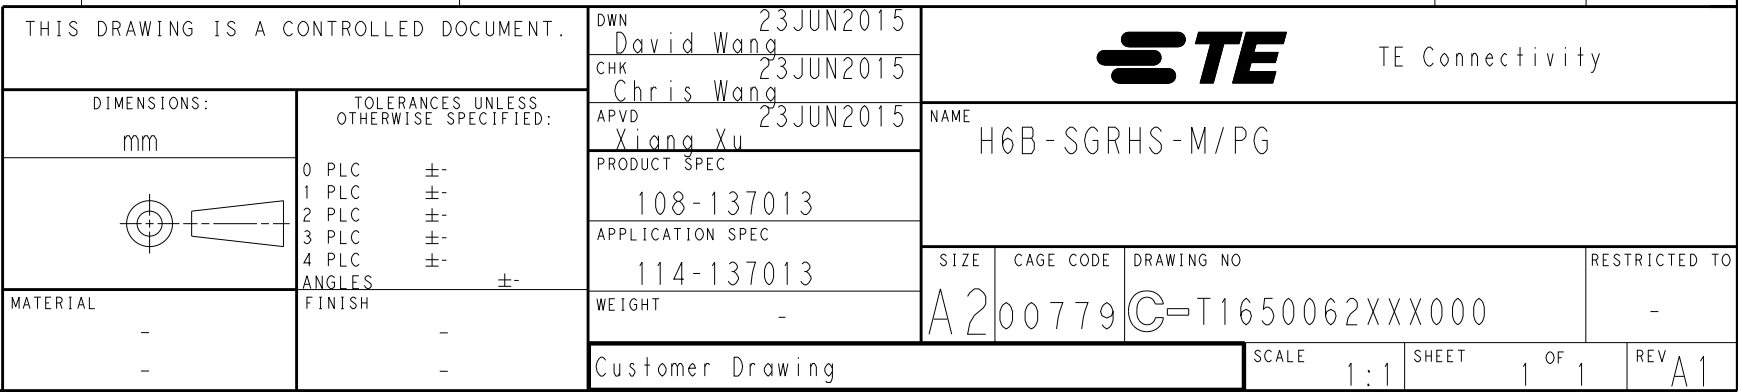 THIS DRAWING IS A CONTROLLED DOCUMENT.
DIMENSIONS:
mm
TOLERANCES UNLESS
OTHERWISE SPECIFIED:
0 PLC ±-
1 PLC ±-
2 PLC ±-
3 PLC ±-
4 PLC ±-
ANGLES ±-
MATERIAL
-
-
FINISH
-
-
DWN 23JUN2015
David Wang
CHK 23JUN2015
Chris Wang
APVD 23JUN2015
Xiang Xu
PRODUCT SPEC
108-137013
APPLICATION SPEC
114-137013
WEIGHT
-
Customer Drawing
TE TE Connectivity
NAME
H6B-SGRHS-M/PG
SIZE
A2
CAGE CODE
00779
DRAWING NO
C-T1650062XXX000
RESTRICTED TO
-
SCALE 1:1
SHEET 1 OF 1
REV A1